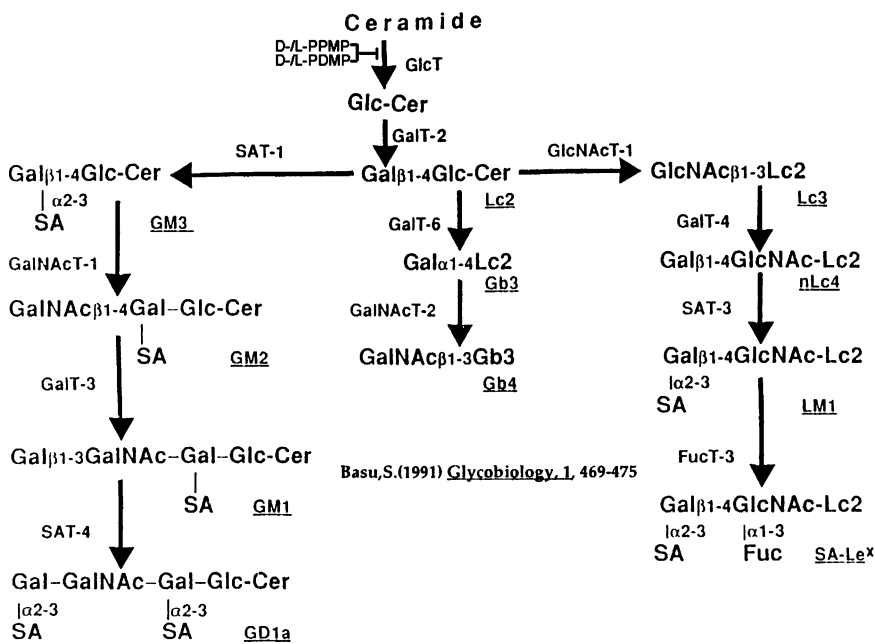 Ceramide
D-/L-PPMP
D-/L-PDMP
GlcT
Glc-Cer
GalT-2
SAT-1
GlcNAcT-1
Galβ1-4Glc-Cer
Galβ1-4Glc-Cer
GlcNAcβ1-3Lc2
α2-3
SA
GM3
Lc2
Lc3
GalT-6
GalT-4
GalNAcT-1
Galα1-4Lc2
Galβ1-4GlcNAc-Lc2
Gb3
nLc4
GalNAcβ1-4Gal-Glc-Cer
GalNAcT-2
SAT-3
SA
GM2
GalNAcβ1-3Gb3
Galβ1-4GlcNAc-Lc2
Gb4
α2-3
SA
LM1
GalT-3
Galβ1-3GalNAc-Gal-Glc-Cer
Basu,S.(1991) Glycobiology, 1, 469-475
FucT-3
SA
GM1
Galβ1-4GlcNAc-Lc2
SAT-4
α2-3
α1-3
SA
Fuc
SA-Leˣ
Gal-GalNAc-Gal-Glc-Cer
α2-3
α2-3
SA
SA
GD1a